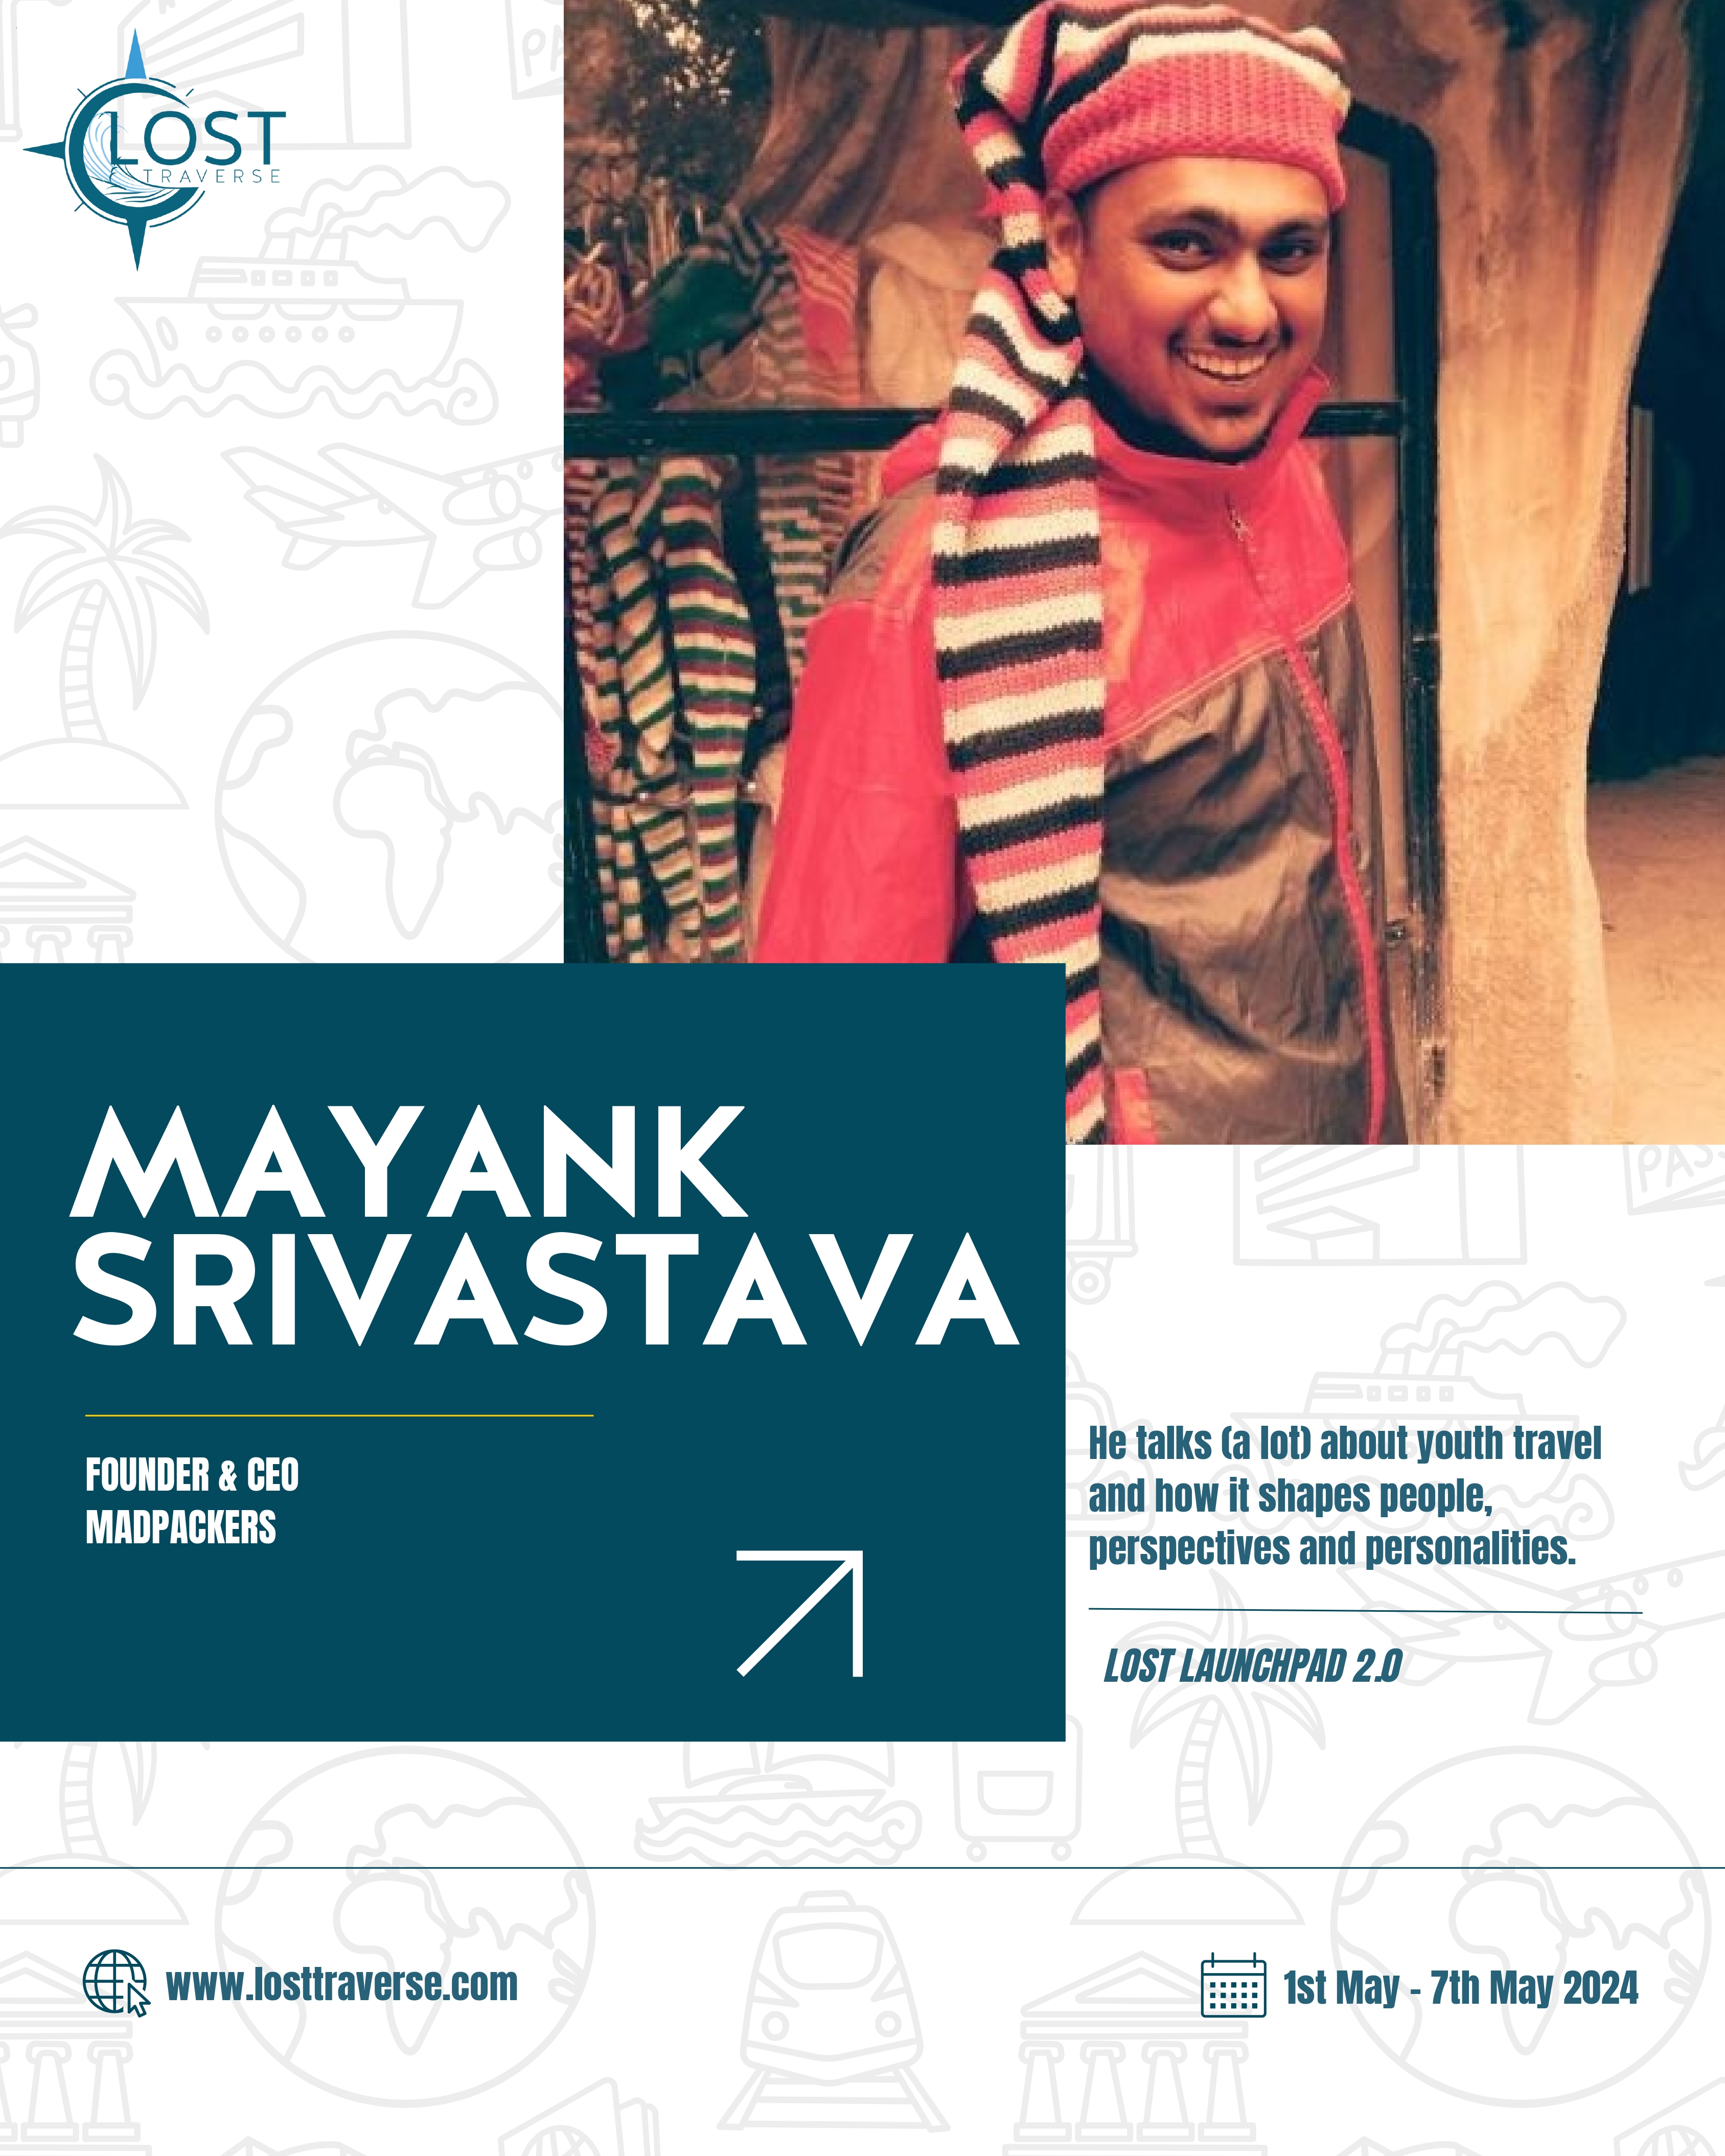 LOST
TRAVERSE
MAYANK
SRIVASTAVA
FOUNDER & CEO
MADPACKERS
He talks (a lot) about youth travel
and how it shapes people,
perspectives and personalities.
LOST LAUNCHPAD 2.0
www.losttraverse.com
1st May - 7th May 2024